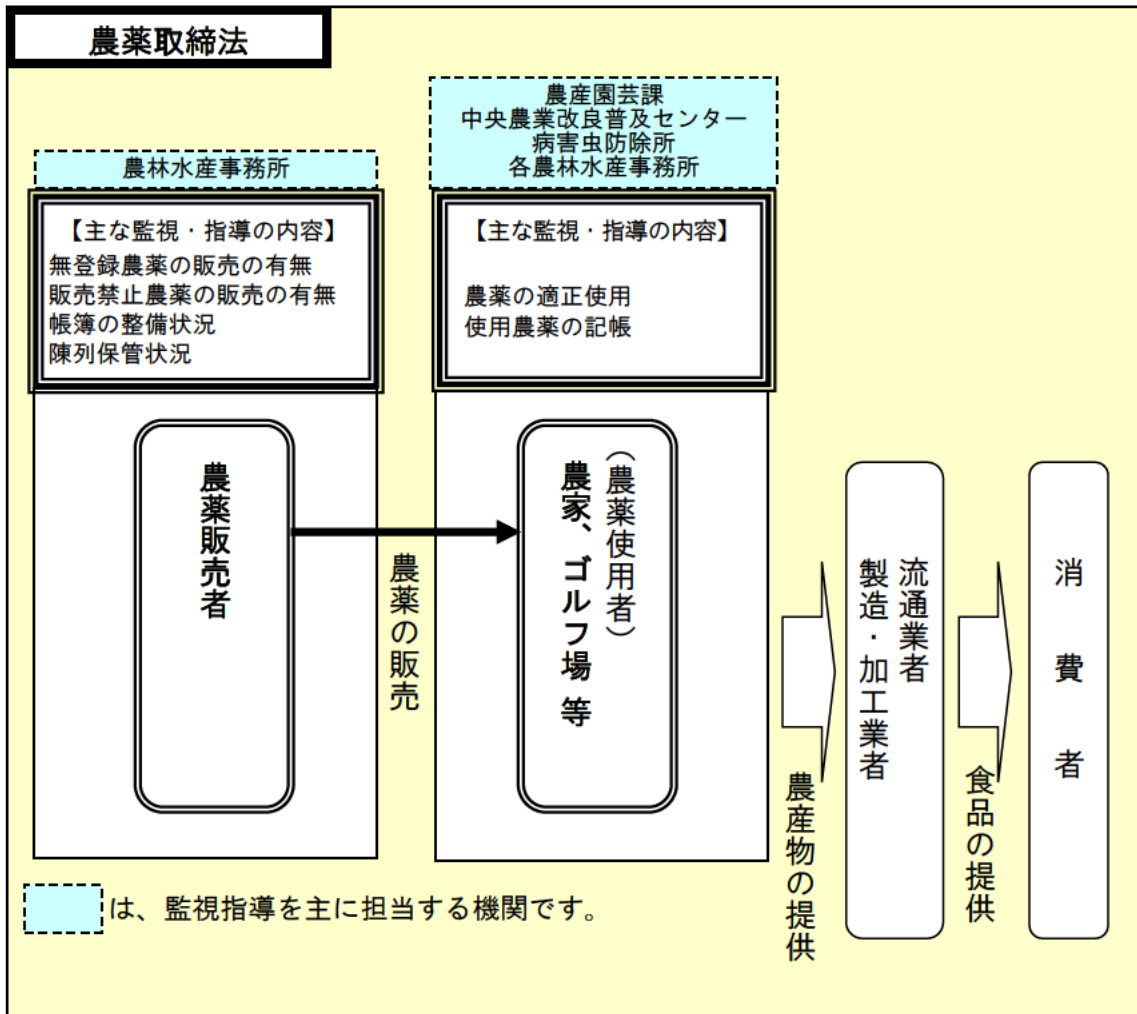 農薬取締法
農林水産事務所
【主な監視・指導の内容】
無登録農薬の販売の有無
販売禁止農薬の販売の有無
帳簿の整備状況
陳列保管状況
農産園芸課
中央農業改良普及センター
病害虫防除所
各農林水産事務所
【主な監視・指導の内容】
農薬の適正使用
使用農薬の記帳
農薬販売者
農薬の販売
（農薬使用者）
農家、ゴルフ場 等
農産物の提供
流通業者
製造・加工業者
食品の提供
消費者
は、監視指導を主に担当する機関です。